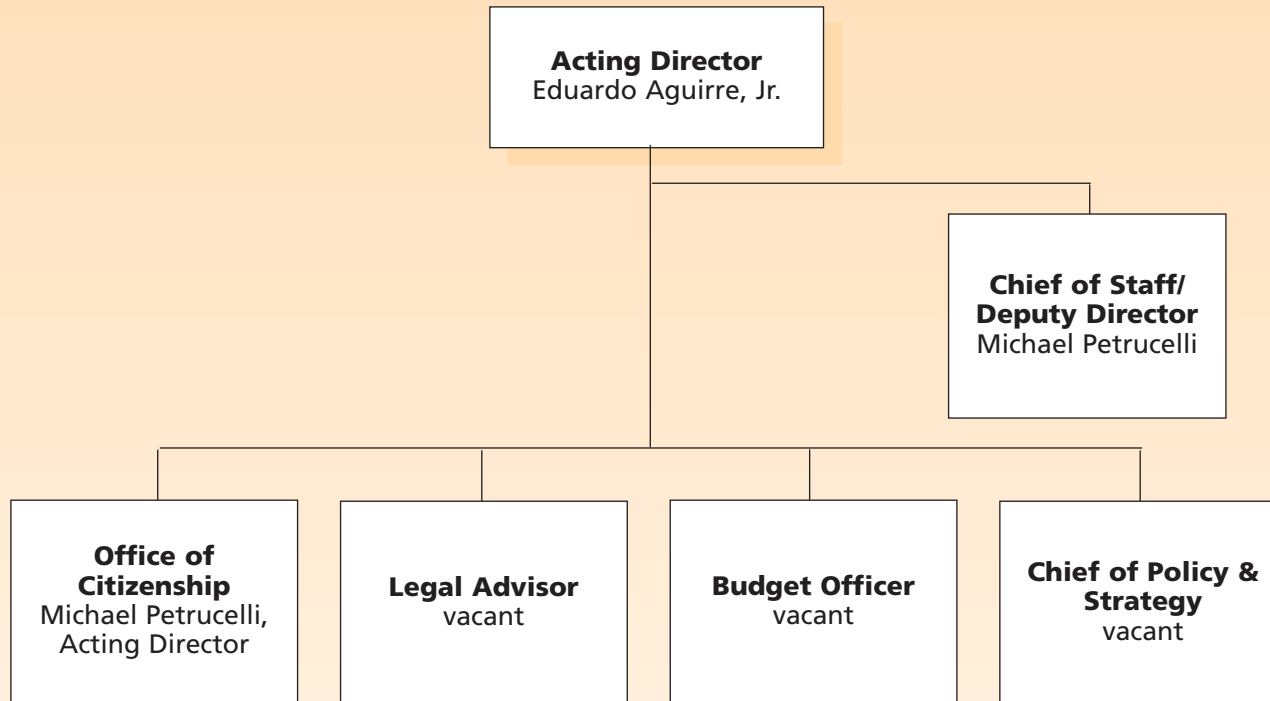 Acting Director
Eduardo Aguirre, Jr.
Chief of Staff/
Deputy Director
Michael Petrucelli
Office of
Citizenship
Michael Petrucelli,
Acting Director
Legal Advisor
vacant
Budget Officer
vacant
Chief of Policy &
Strategy
vacant